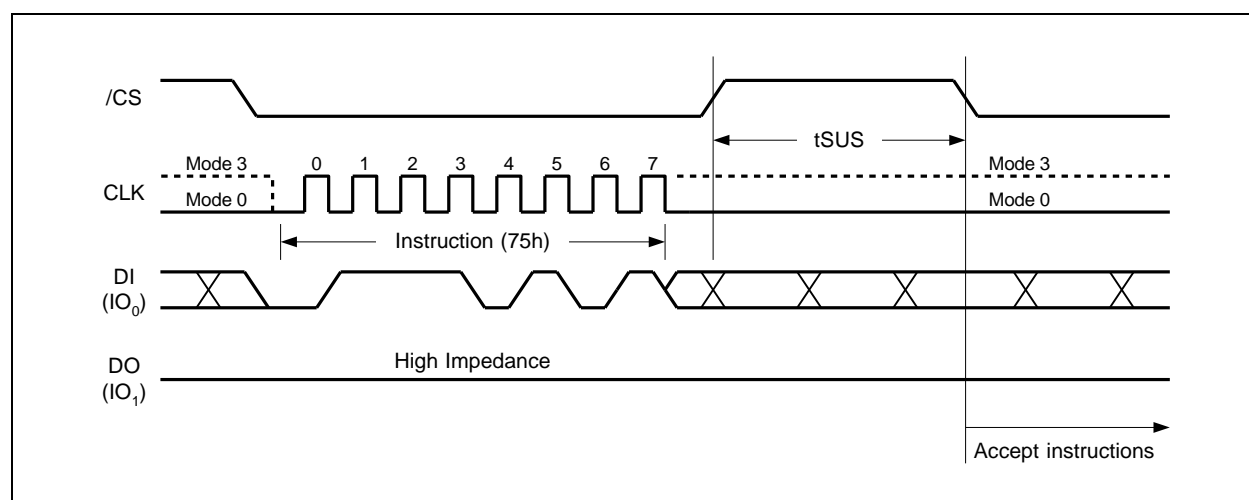 /CS
tSUS
Mode 3
0 1 2 3 4 5 6 7
Mode 3
CLK
Mode 0
Mode 0
Instruction (75h)
DI
(IO₀)
High Impedance
DO
(IO₁)
Accept instructions